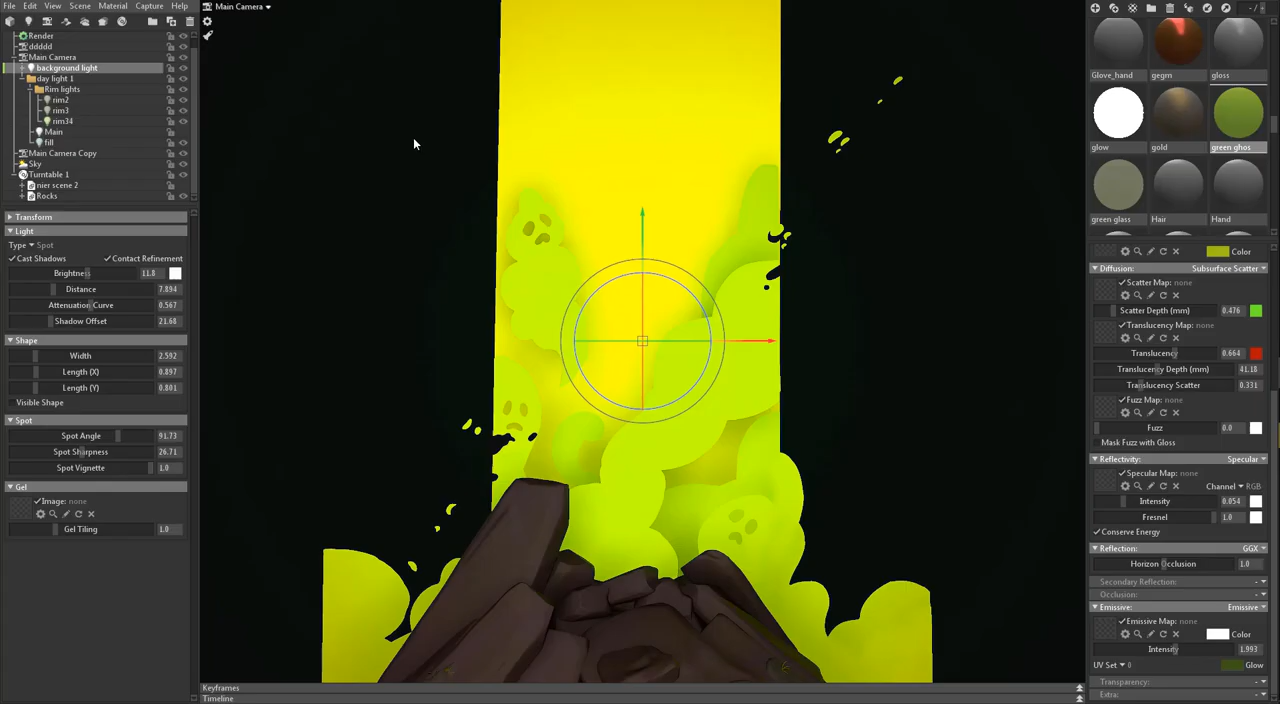 File Edit View Scene Material Capture Help
Main Camera
- /
Render
ddddd
Main Camera
background light
day light 1
Rim lights
rim2
rim3
rim34
Main
fill
Main Camera Copy
Sky
Turntable 1
nier scene 2
Rocks
Transform
Light
Type Spot
Cast Shadows Contact Refinement
Brightness 11.8
Distance 7.894
Attenuation Curve 0.567
Shadow Offset 21.68
Shape
Width 2.592
Length (X) 0.897
Length (Y) 0.801
Visible Shape
Spot
Spot Angle 91.73
Spot Sharpness 26.71
Spot Vignette 1.0
Gel
Image: none
Gel Tiling 1.0
Keyframes
Timeline
Glove_hand gegm gloss
glow gold green ghos
green glass Hair Hand
Color
Diffusion: Subsurface Scatter
Scatter Map: none
Scatter Depth (mm) 0.476
Translucency Map: none
Translucency 0.664
Translucency Depth (mm) 41.18
Translucency Scatter 0.331
Fuzz Map: none
Fuzz 0.0
Mask Fuzz with Gloss
Reflectivity: Specular
Specular Map: none
Channel RGB
Intensity 0.054
Fresnel 1.0
Conserve Energy
Reflection: GGX
Horizon Occlusion 1.0
Secondary Reflection: -
Occlusion: -
Emissive: Emissive
Emissive Map: none
Color
Intensity 1.993
UV Set 0 Glow
Transparency: -
Extra: -